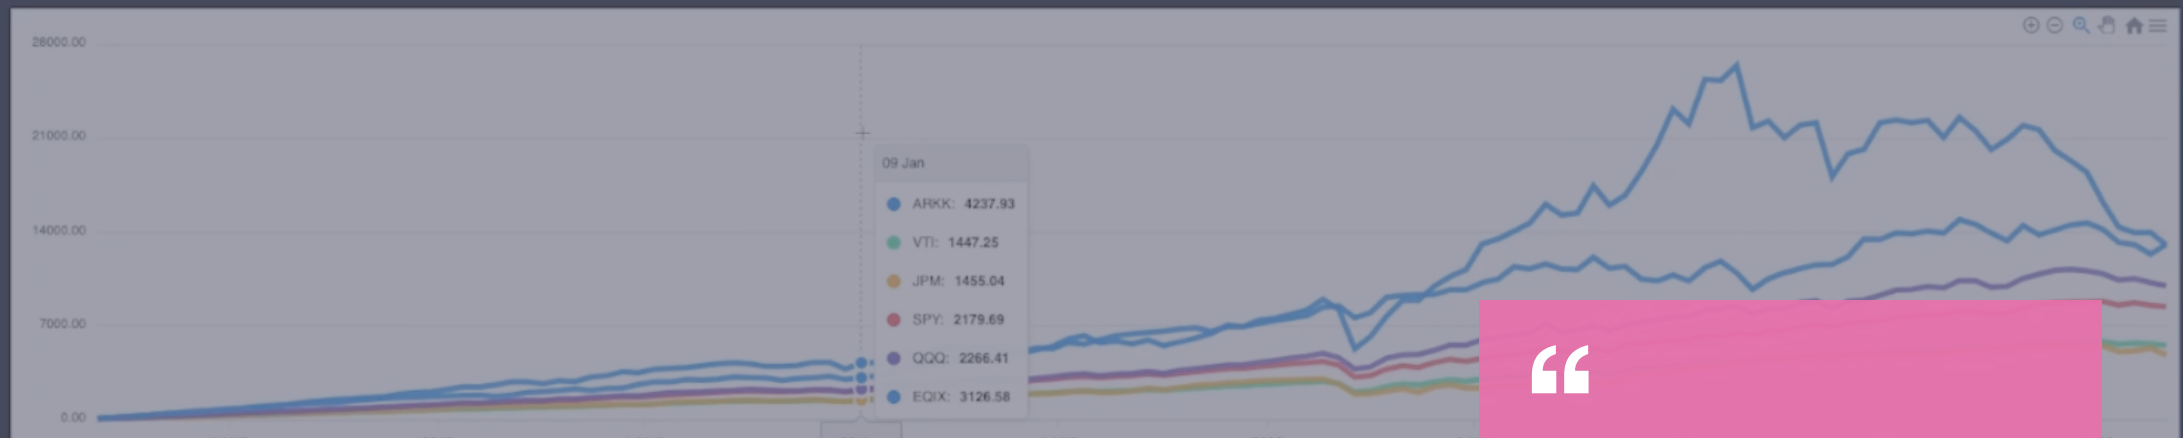 28000.00
21000.00
14000.00
7000.00
0.00
09 Jan
ARKK: 4237.93
VTI: 1447.25
JPM: 1455.04
SPY: 2179.69
QQQ: 2266.41
EQIX: 3126.58
“